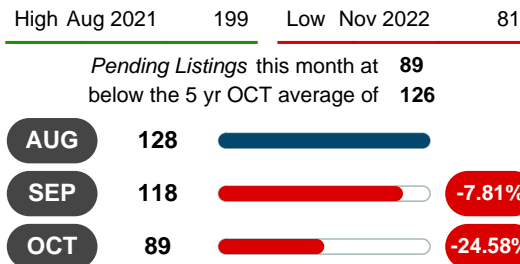 High Aug 2021 199 Low Nov 2022 81
Pending Listings this month at 89
below the 5 yr OCT average of 126
AUG 128
SEP 118 -7.81%
OCT 89 -24.58%